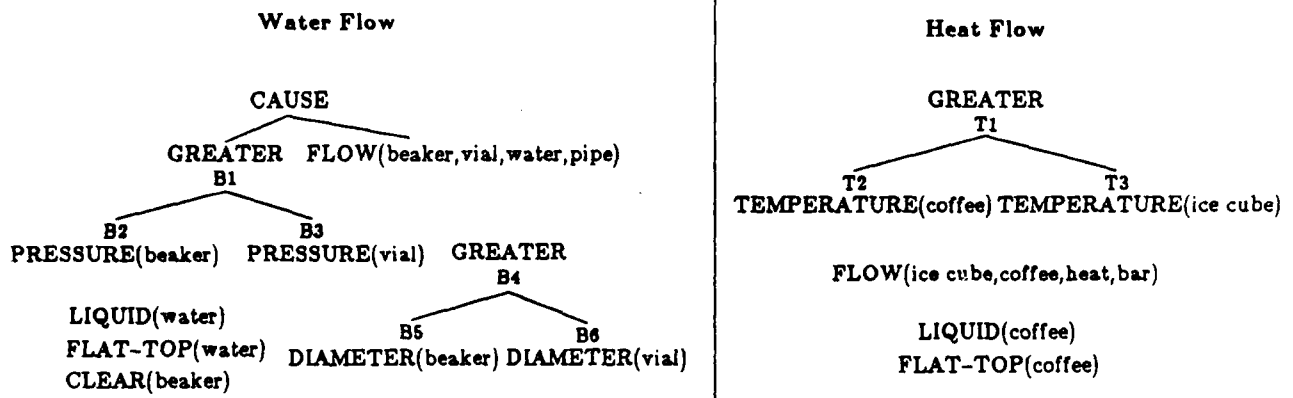 Water Flow
CAUSE
GREATER FLOW(beaker,vial,water,pipe)
B1
B2 B3
PRESSURE(beaker) PRESSURE(vial) GREATER
B4
LIQUID(water)
B5 B6
FLAT-TOP(water) DIAMETER(beaker) DIAMETER(vial)
CLEAR(beaker)
Heat Flow
GREATER
T1
T2 T3
TEMPERATURE(coffee) TEMPERATURE(ice cube)
FLOW(ice cube,coffee,heat,bar)
LIQUID(coffee)
FLAT-TOP(coffee)